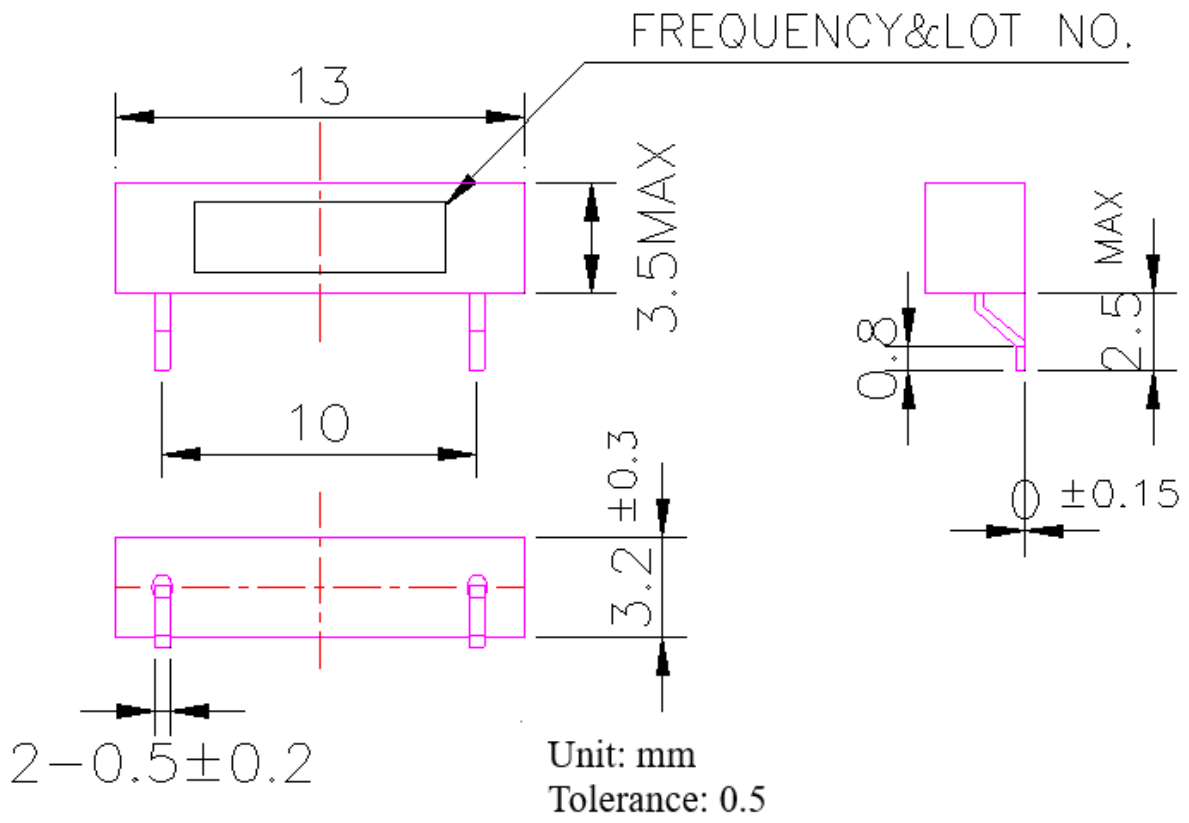 FREQUENCY&LOT NO.
13
3.5MAX
MAX
2.5
0.8
10
±0.3
3.2
0 ±0.15
2-0.5±0.2
Unit: mm
Tolerance: 0.5